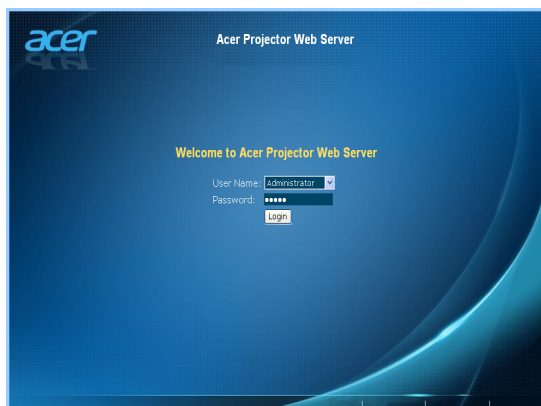 acer
Acer Projector Web Server
Welcome to Acer Projector Web Server
User Name: Administrator
Password: •••••
Login